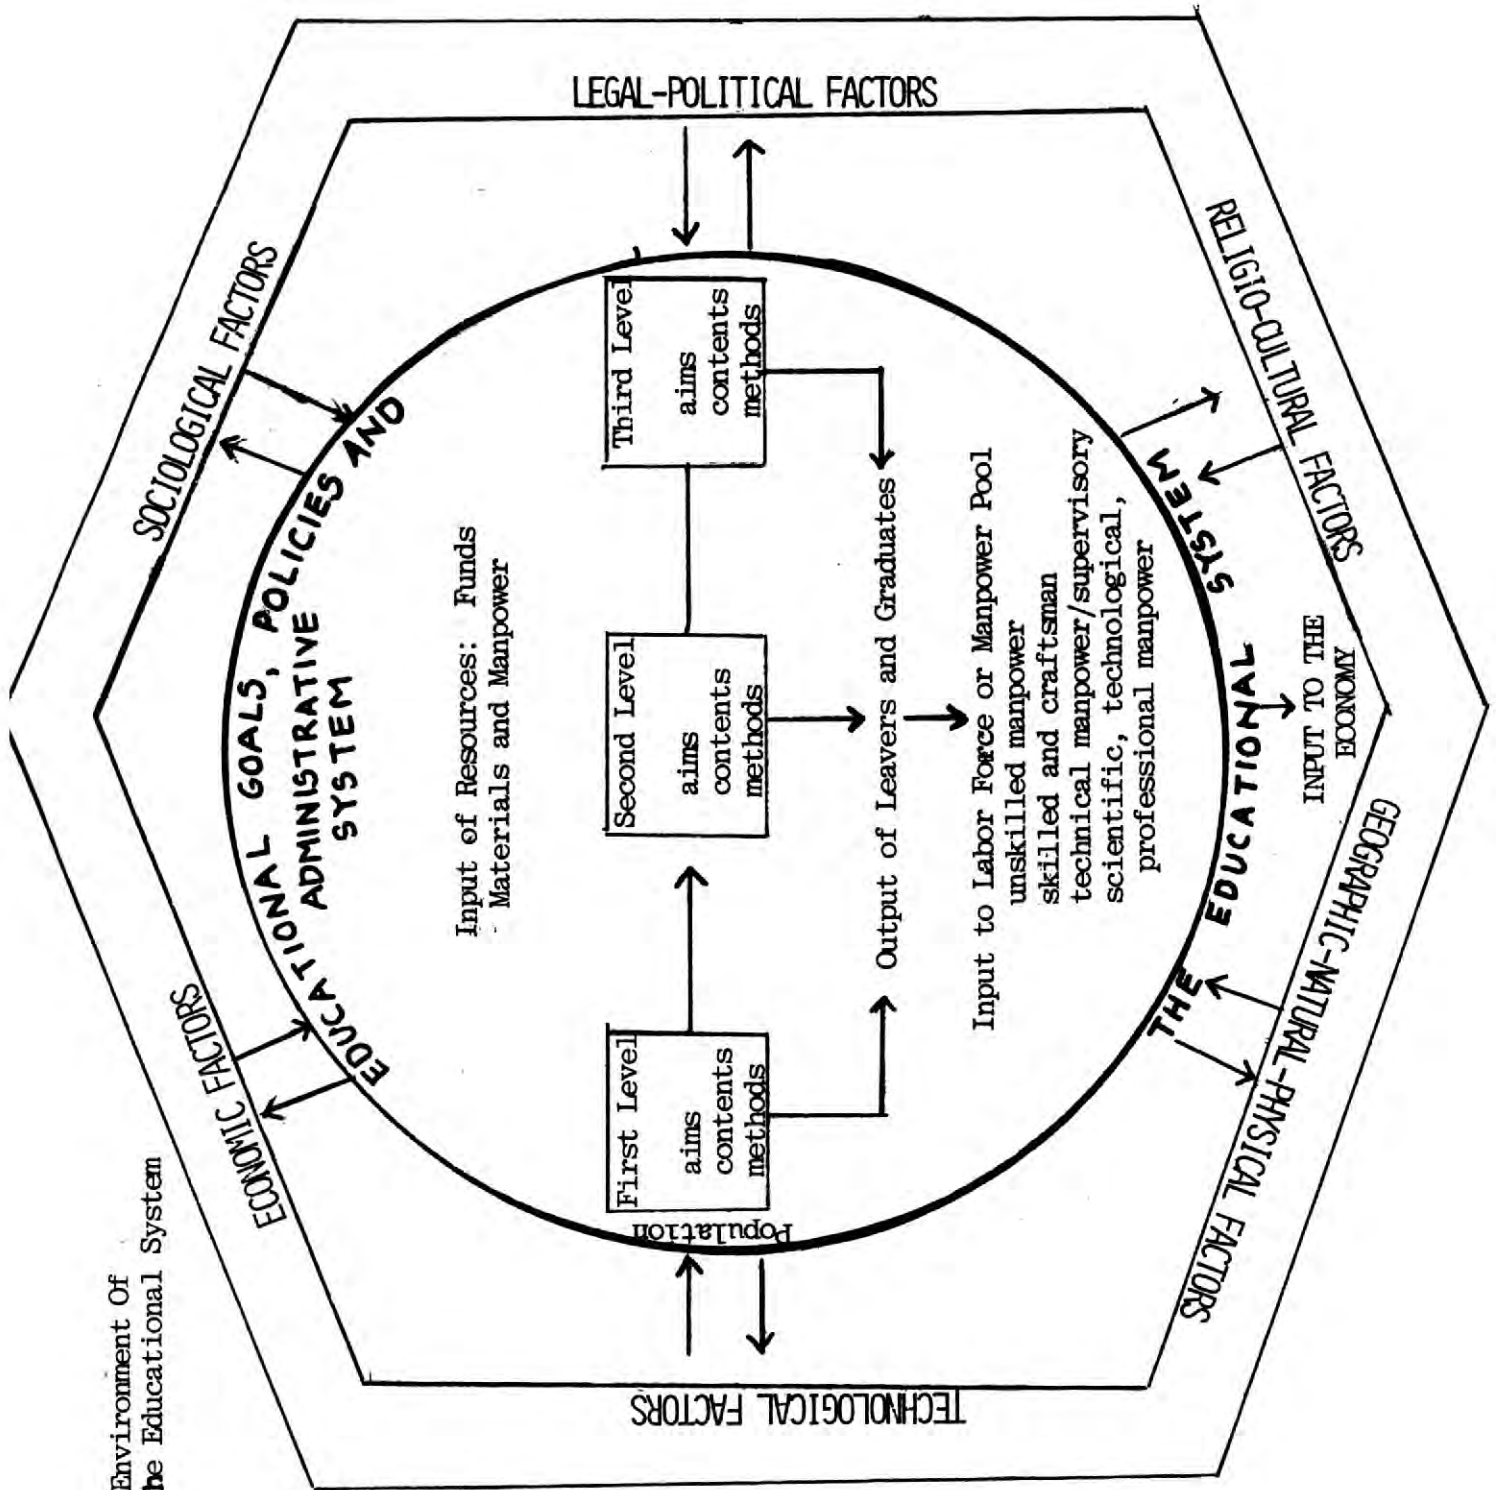 Environment Of
he Educational System
ECONOMIC FACTORS
SOCIOLOGICAL FACTORS
LEGAL-POLITICAL FACTORS
TECHNOLOGICAL FACTORS
RELIGIO-CULTURAL FACTORS
GEOGRAPHIC-NATURAL-PHYSICAL FACTORS
EDUCATIONAL GOALS, POLICIES AND
ADMINISTRATIVE
SYSTEM
Input of Resources: Funds
Materials and Manpower
Population
First Level
aims
contents
methods
Second Level
aims
contents
methods
Third Level
aims
contents
methods
Output of Leavers and Graduates
Input to Labor Force or Manpower Pool
unskilled manpower
skilled and craftsman
technical manpower/supervisory
scientific, technological,
professional manpower
THE EDUCATIONAL SYSTEM
INPUT TO THE
ECONOMY